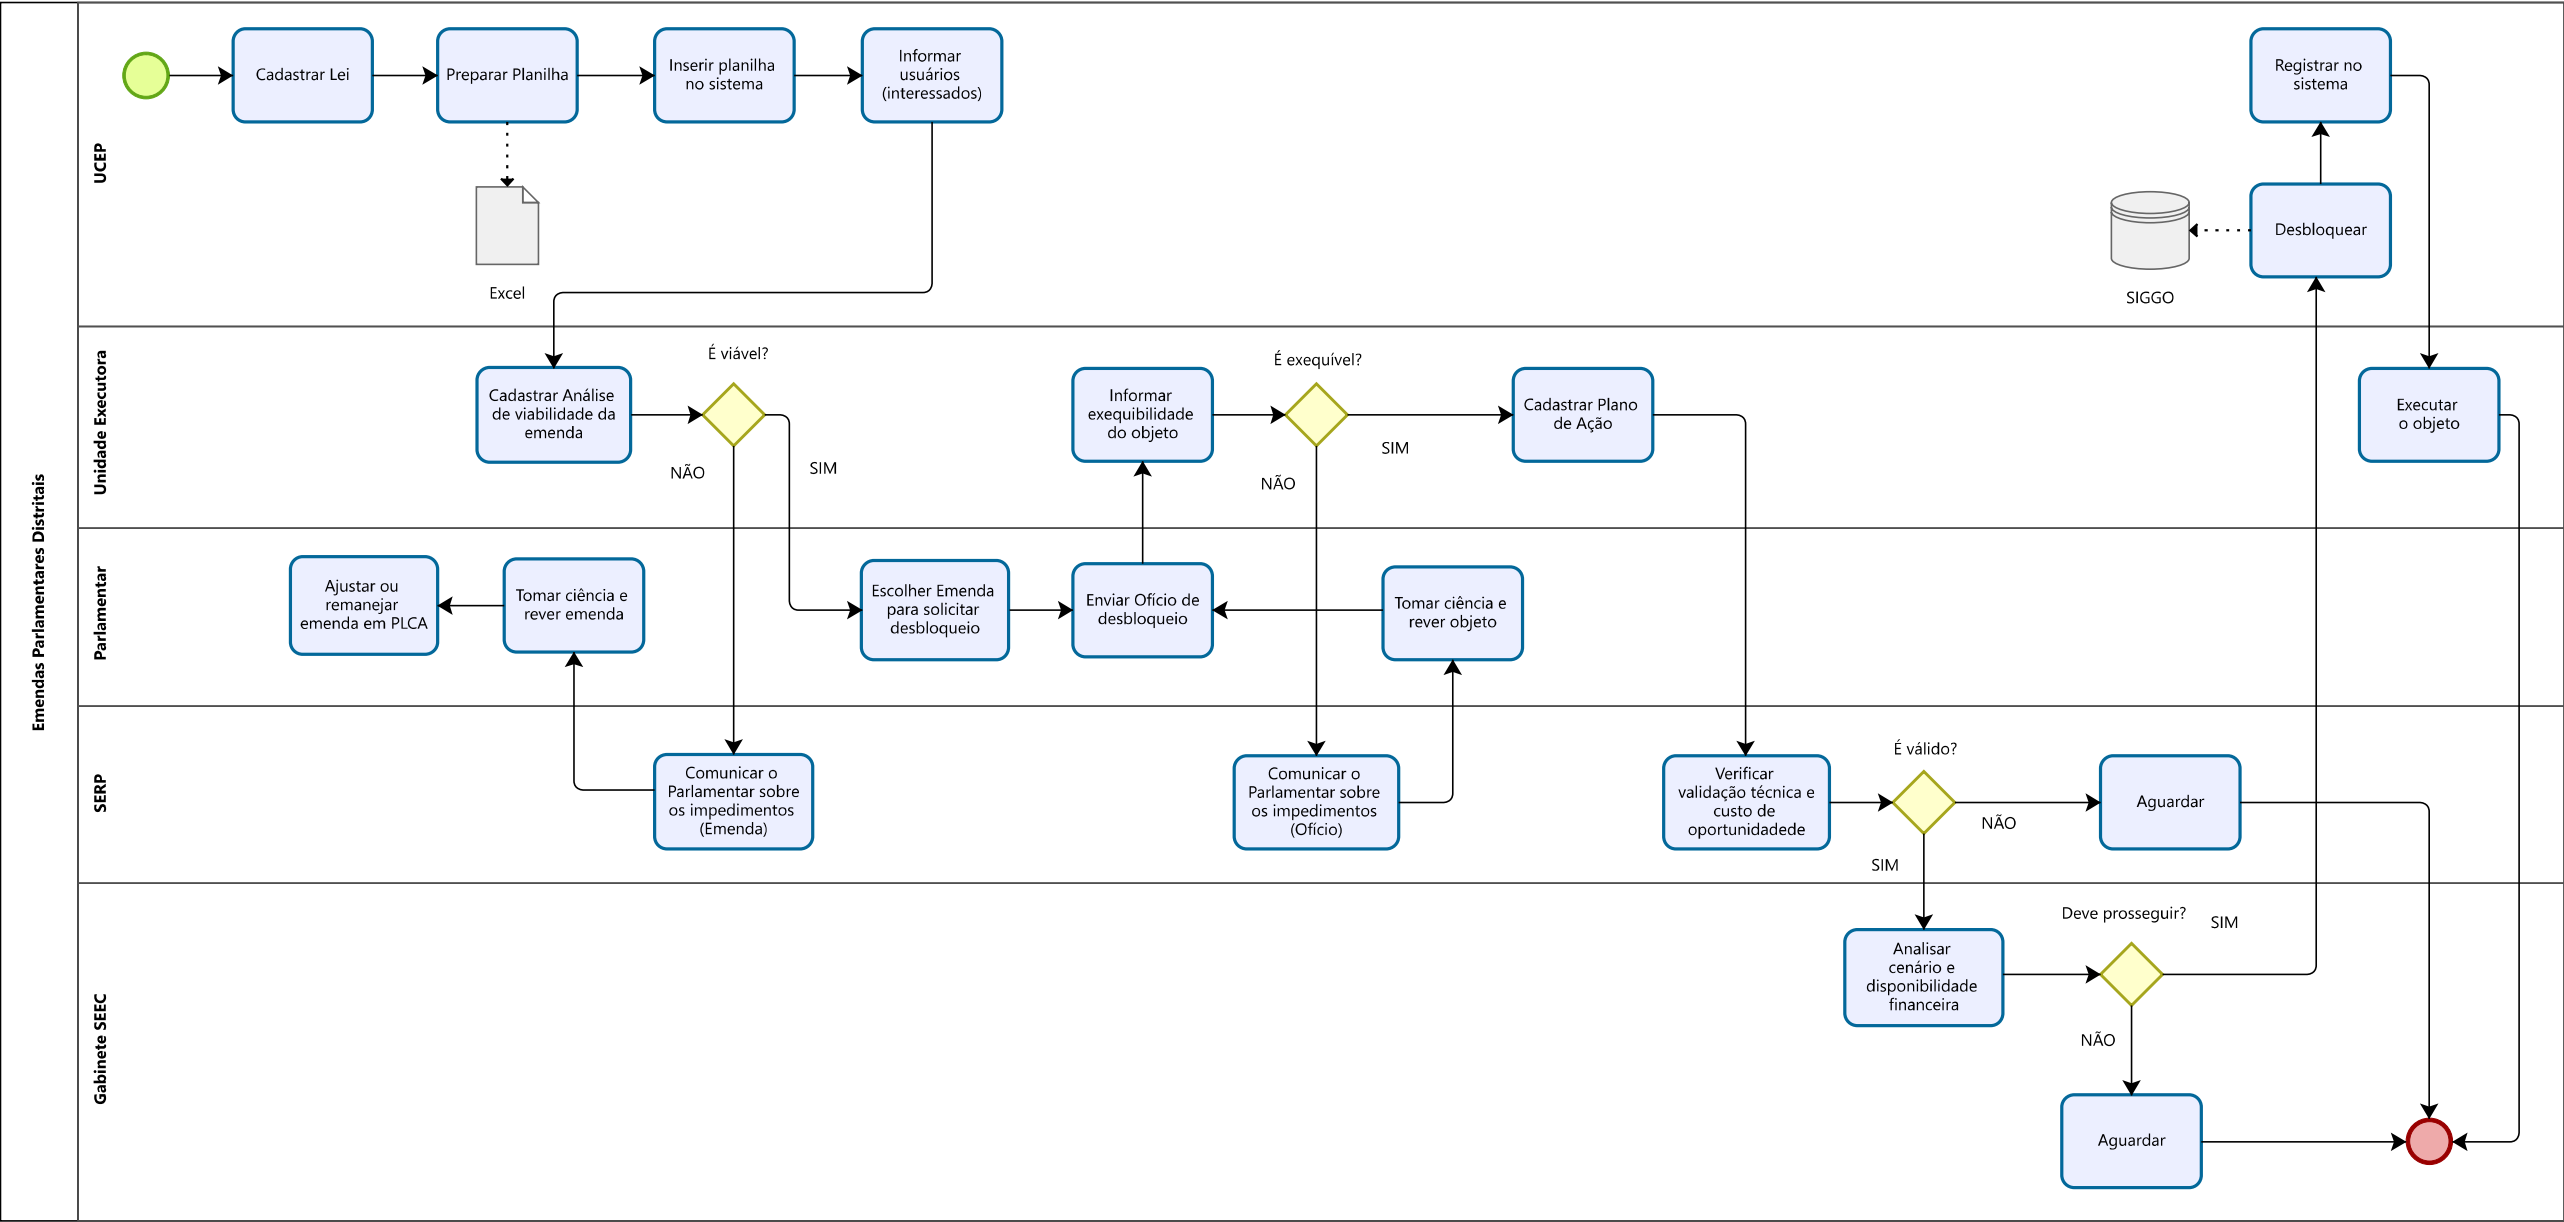 Emendas Parlamentares Distritais
UCEP
Cadastrar Lei
Preparar Planilha
Inserir planilha
no sistema
Informar
usuários
(interessados)
Registrar no
sistema
Excel
SIGGO
Desbloquear
Unidade Executora
Cadastrar Análise
de viabilidade da
emenda
É viável?
NÃO
SIM
Informar
exequibilidade
do objeto
É exequível?
NÃO
SIM
Cadastrar Plano
de Ação
Executar
o objeto
Parlamentar
Ajustar ou
remanejar
emenda em PLCA
Tomar ciência e
rever emenda
Escolher Emenda
para solicitar
desbloqueio
Enviar Ofício de
desbloqueio
Tomar ciência e
rever objeto
SERP
Comunicar o
Parlamentar sobre
os impedimentos
(Emenda)
Comunicar o
Parlamentar sobre
os impedimentos
(Ofício)
Verificar
validação técnica e
custo de
oportunidadede
É válido?
NÃO
SIM
Aguardar
Gabinete SEEC
Analisar
cenário e
disponibilidade
financeira
Deve prosseguir?
SIM
NÃO
Aguardar